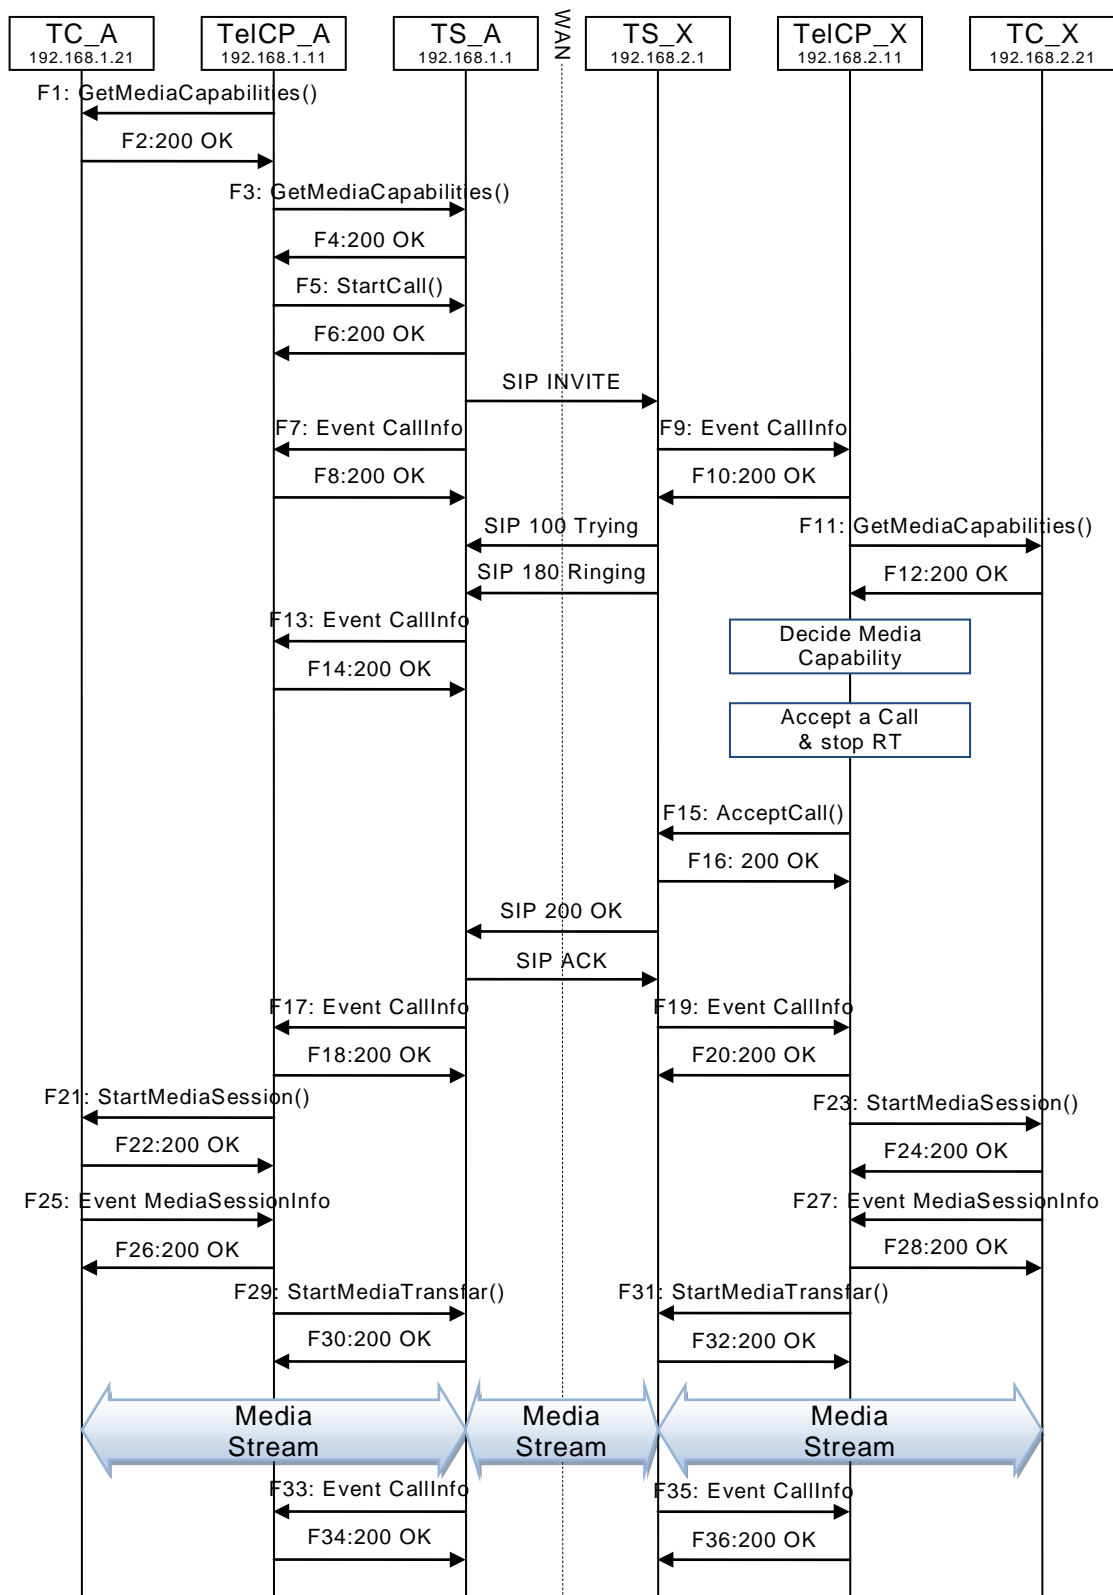 TC_A
192.168.1.21
TelCP_A
192.168.1.11
TS_A
192.168.1.1
WAN
TS_X
192.168.2.1
TelCP_X
192.168.2.11
TC_X
192.168.2.21
F1: GetMediaCapabilities()
F2:200 OK
F3: GetMediaCapabilities()
F4:200 OK
F5: StartCall()
F6:200 OK
SIP INVITE
F7: Event CallInfo
F9: Event CallInfo
F8:200 OK
F10:200 OK
SIP 100 Trying
F11: GetMediaCapabilities()
SIP 180 Ringing
F12:200 OK
F13: Event CallInfo
Decide Media
Capability
F14:200 OK
Accept a Call
& stop RT
F15: AcceptCall()
F16: 200 OK
SIP 200 OK
SIP ACK
F17: Event CallInfo
F19: Event CallInfo
F18:200 OK
F20:200 OK
F21: StartMediaSession()
F23: StartMediaSession()
F22:200 OK
F24:200 OK
F25: Event MediaSessionInfo
F27: Event MediaSessionInfo
F26:200 OK
F28:200 OK
F29: StartMediaTransfar()
F31: StartMediaTransfar()
F30:200 OK
F32:200 OK
Media
Stream
Media
Stream
Media
Stream
F33: Event CallInfo
F35: Event CallInfo
F34:200 OK
F36:200 OK